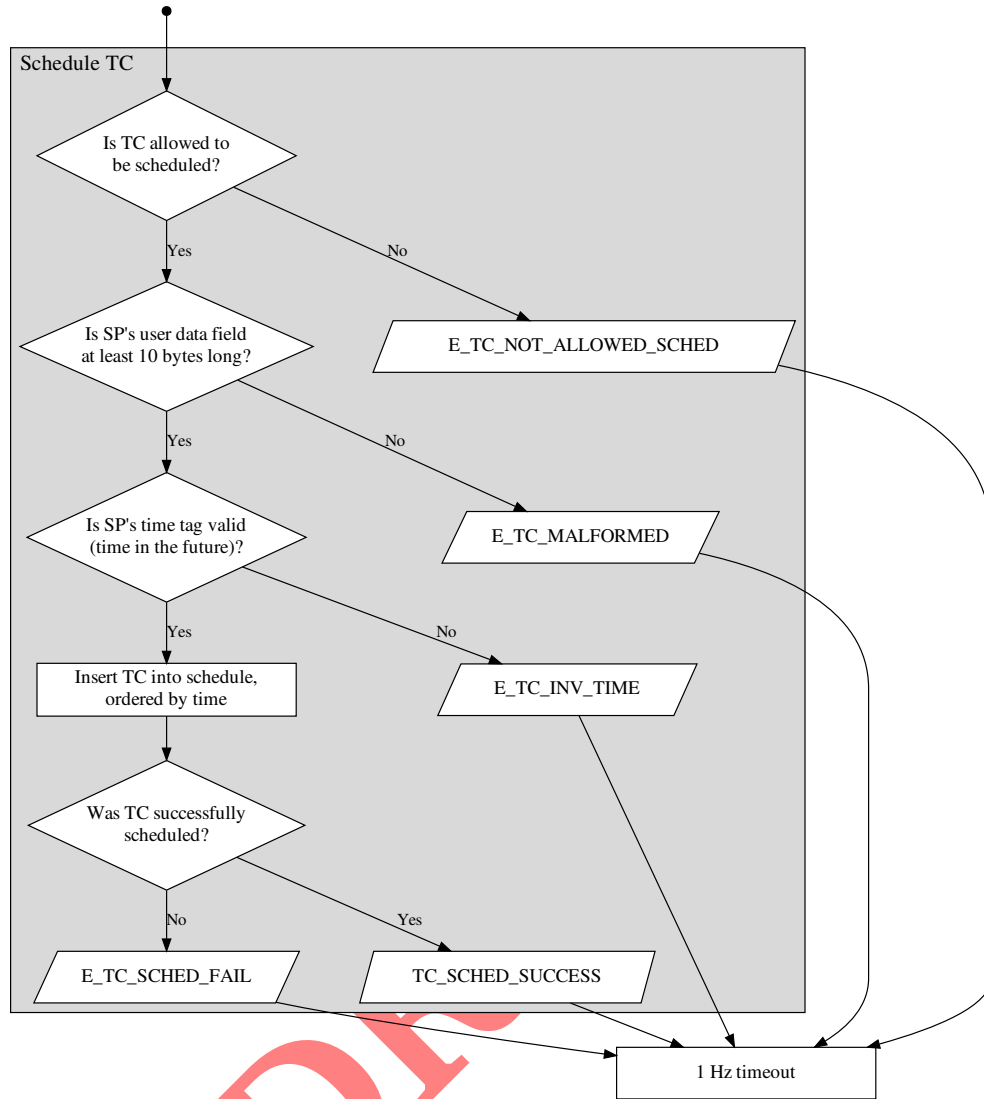 Schedule TC
Is TC allowed to
be scheduled?
Yes
No
Is SP's user data field
at least 10 bytes long?
E_TC_NOT_ALLOWED_SCHED
Yes
No
Is SP's time tag valid
(time in the future)?
E_TC_MALFORMED
Yes
No
Insert TC into schedule,
ordered by time
E_TC_INV_TIME
Was TC successfully
scheduled?
No
Yes
E_TC_SCHED_FAIL
TC_SCHED_SUCCESS
1 Hz timeout